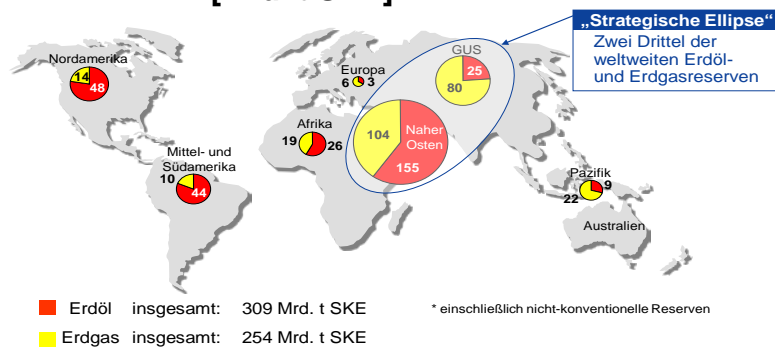 „Strategische Ellipse“
Zwei Drittel der
weltweiten Erdöl-
und Erdgasreserven
Nordamerika
14
48
Europa
6 3
GUS
25
80
Afrika
19 26
104
Naher
Osten
155
Mittel- und
Südamerika
10
44
Pazifik
9
22
Australien
Erdöl insgesamt: 309 Mrd. t SKE
* einschließlich nicht-konventionelle Reserven
Erdgas insgesamt: 254 Mrd. t SKE